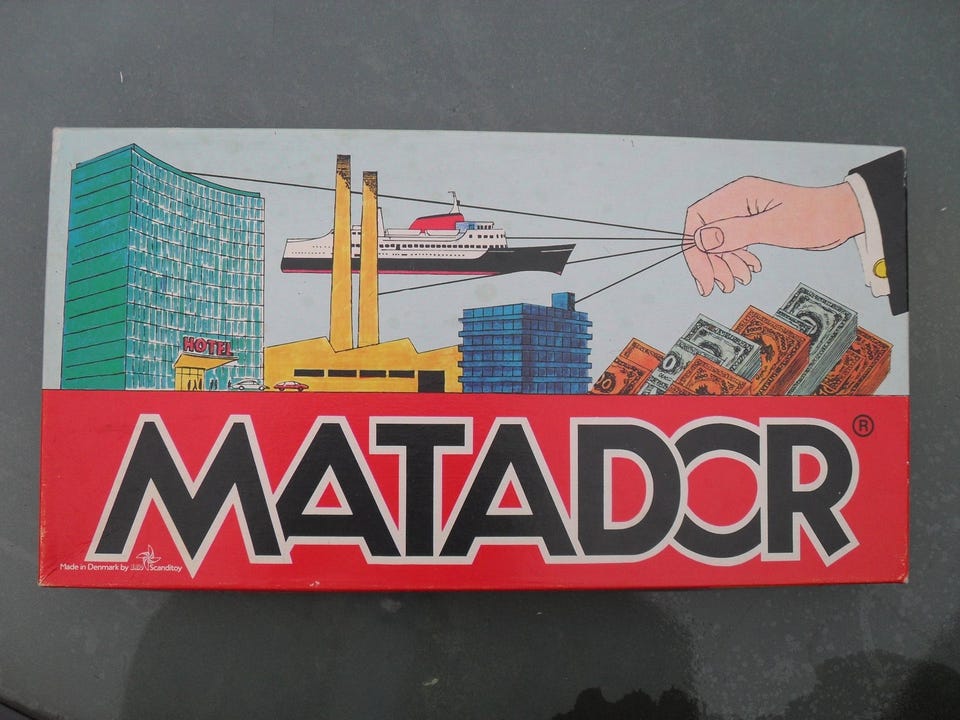 HOTEL
MATADOR®
Made in Denmark by Scanditoy